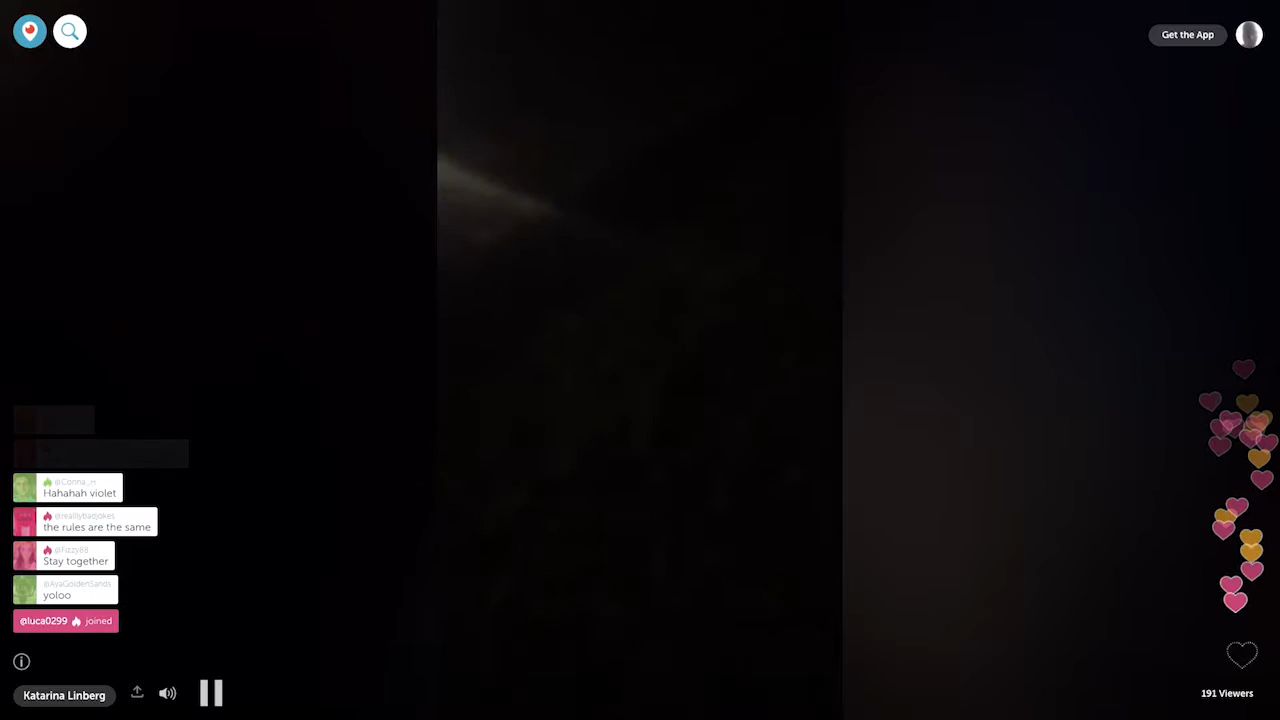 Get the App
@Conna_H
Hahahah violet
@reallybadjokes
the rules are the same
@Fizzy88
Stay together
@AyaGoldenSands
yoloo
@luca0299 joined
Katarina Linberg
191 Viewers